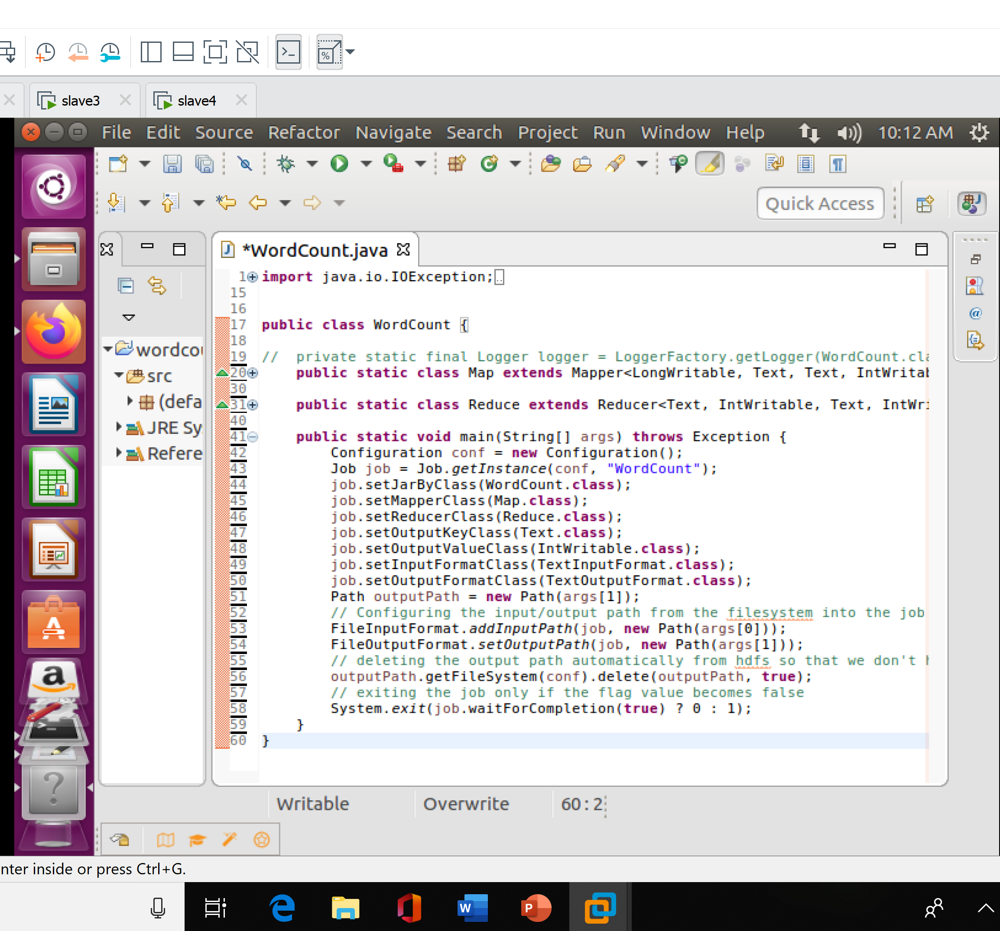 slave3
slave4
File Edit Source Refactor Navigate Search Project Run Window Help 10:12 AM
Quick Access
*WordCount.java
wordcou
src
(defa
JRE Sy
Refere
1 import java.io.IOException;
15
16
17 public class WordCount {
18
19 //  private static final Logger logger = LoggerFactory.getLogger(WordCount.cla
20     public static class Map extends Mapper<LongWritable, Text, Text, IntWritab
30
31     public static class Reduce extends Reducer<Text, IntWritable, Text, IntWri
40
41     public static void main(String[] args) throws Exception {
42         Configuration conf = new Configuration();
43         Job job = Job.getInstance(conf, "WordCount");
44         job.setJarByClass(WordCount.class);
45         job.setMapperClass(Map.class);
46         job.setReducerClass(Reduce.class);
47         job.setOutputKeyClass(Text.class);
48         job.setOutputValueClass(IntWritable.class);
49         job.setInputFormatClass(TextInputFormat.class);
50         job.setOutputFormatClass(TextOutputFormat.class);
51         Path outputPath = new Path(args[1]);
52         // Configuring the input/output path from the filesystem into the job
53         FileInputFormat.addInputPath(job, new Path(args[0]));
54         FileOutputFormat.setOutputPath(job, new Path(args[1]));
55         // deleting the output path automatically from hdfs so that we don't h
56         outputPath.getFileSystem(conf).delete(outputPath, true);
57         // exiting the job only if the flag value becomes false
58         System.exit(job.waitForCompletion(true) ? 0 : 1);
59     }
60 }
Writable Overwrite 60 : 2
nter inside or press Ctrl+G.